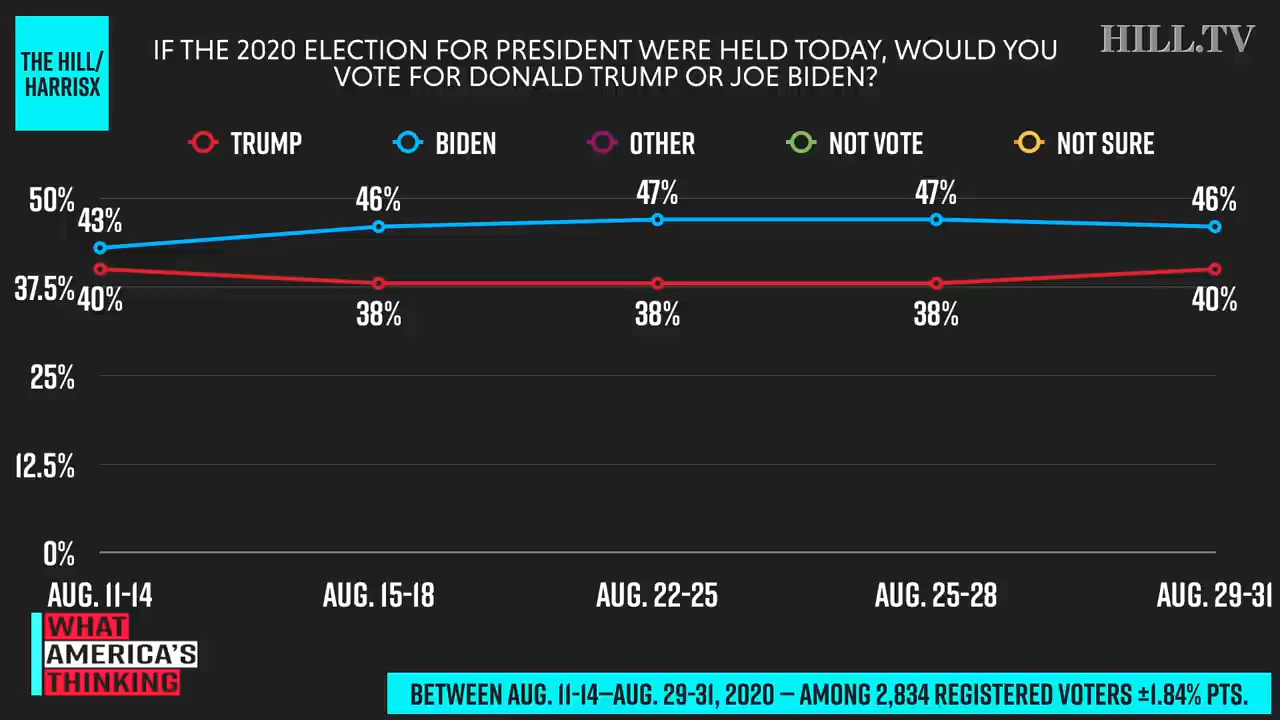 THE HILL/
HARRISX
IF THE 2020 ELECTION FOR PRESIDENT WERE HELD TODAY, WOULD YOU
VOTE FOR DONALD TRUMP OR JOE BIDEN?
HILL.TV
TRUMP BIDEN OTHER NOT VOTE NOT SURE
50%
43% 46% 47% 47% 46%
37.5%
40% 38% 38% 38% 40%
25%
12.5%
0%
AUG. 11-14 AUG. 15-18 AUG. 22-25 AUG. 25-28 AUG. 29-31
WHAT
AMERICA'S
THINKING
BETWEEN AUG. 11-14—AUG. 29-31, 2020 — AMONG 2,834 REGISTERED VOTERS ±1.84% PTS.